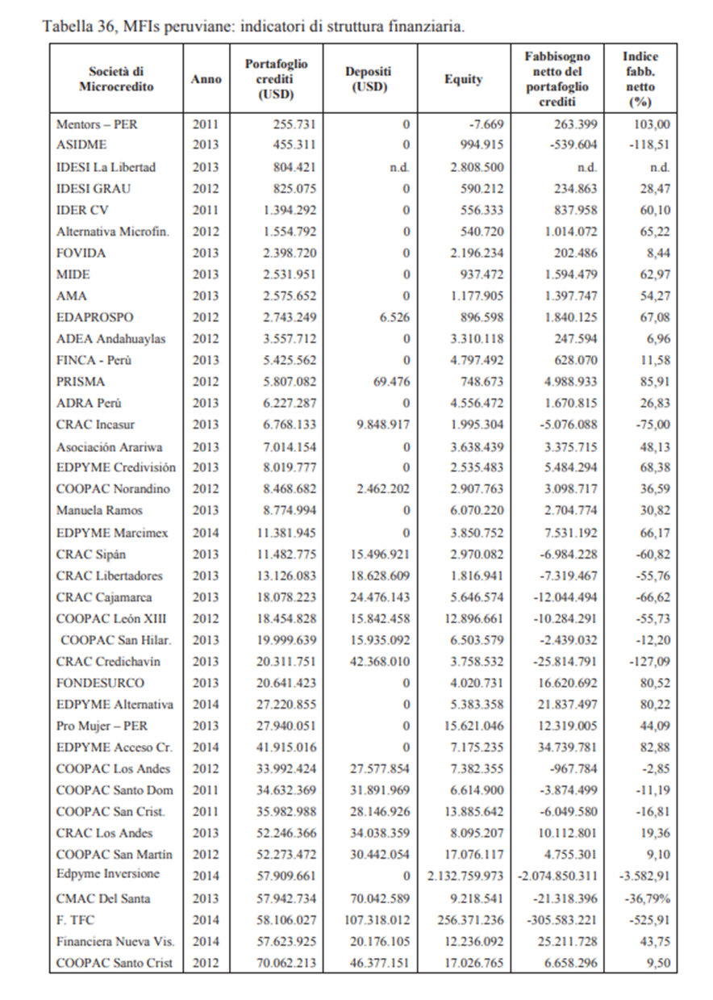 Tabella 36, MFIs peruviane: indicatori di struttura finanziaria.
Società di Microcredito | Anno | Portafoglio crediti (USD) | Depositi (USD) | Equity | Fabbisogno netto del portafoglio crediti | Indice fabb. netto (%)
Mentors – PER 2011 255.731 0 -7.669 263.399 103,00
ASIDME 2013 455.311 0 994.915 -539.604 -118,51
IDESI La Libertad 2013 804.421 n.d. 2.808.500 n.d. n.d.
IDESI GRAU 2012 825.075 0 590.212 234.863 28,47
IDER CV 2011 1.394.292 0 556.333 837.958 60,10
Alternativa Microfin. 2012 1.554.792 0 540.720 1.014.072 65,22
FOVIDA 2013 2.398.720 0 2.196.234 202.486 8,44
MIDE 2013 2.531.951 0 937.472 1.594.479 62,97
AMA 2013 2.575.652 0 1.177.905 1.397.747 54,27
EDAPROSPO 2012 2.743.249 6.526 896.598 1.840.125 67,08
ADEA Andahuaylas 2012 3.557.712 0 3.310.118 247.594 6,96
FINCA - Perù 2013 5.425.562 0 4.797.492 628.070 11,58
PRISMA 2012 5.807.082 69.476 748.673 4.988.933 85,91
ADRA Perú 2013 6.227.287 0 4.556.472 1.670.815 26,83
CRAC Incasur 2013 6.768.133 9.848.917 1.995.304 -5.076.088 -75,00
Asociación Arariwa 2013 7.014.154 0 3.638.439 3.375.715 48,13
EDPYME Credivisión 2013 8.019.777 0 2.535.483 5.484.294 68,38
COOPAC Norandino 2012 8.468.682 2.462.202 2.907.763 3.098.717 36,59
Manuela Ramos 2013 8.774.994 0 6.070.220 2.704.774 30,82
EDPYME Marcimex 2014 11.381.945 0 3.850.752 7.531.192 66,17
CRAC Sipán 2013 11.482.775 15.496.921 2.970.082 -6.984.228 -60,82
CRAC Libertadores 2013 13.126.083 18.628.609 1.816.941 -7.319.467 -55,76
CRAC Cajamarca 2013 18.078.223 24.476.143 5.646.574 -12.044.494 -66,62
COOPAC León XIII 2012 18.454.828 15.842.458 12.896.661 -10.284.291 -55,73
COOPAC San Hilar. 2013 19.999.639 15.935.092 6.503.579 -2.439.032 -12,20
CRAC Credichavín 2013 20.311.751 42.368.010 3.758.532 -25.814.791 -127,09
FONDESURCO 2013 20.641.423 0 4.020.731 16.620.692 80,52
EDPYME Alternativa 2014 27.220.855 0 5.383.358 21.837.497 80,22
Pro Mujer – PER 2013 27.940.051 0 15.621.046 12.319.005 44,09
EDPYME Acceso Cr. 2014 41.915.016 0 7.175.235 34.739.781 82,88
COOPAC Los Andes 2012 33.992.424 27.577.854 7.382.355 -967.784 -2,85
COOPAC Santo Dom 2011 34.632.369 31.891.969 6.614.900 -3.874.499 -11,19
COOPAC San Crist. 2011 35.982.988 28.146.926 13.885.642 -6.049.580 -16,81
CRAC Los Andes 2013 52.246.366 34.038.359 8.095.207 10.112.801 19,36
COOPAC San Martín 2012 52.273.472 30.442.054 17.076.117 4.755.301 9,10
Edpyme Inversione 2014 57.909.661 0 2.132.759.973 -2.074.850.311 -3.582,91
CMAC Del Santa 2013 57.942.734 70.042.589 9.218.541 -21.318.396 -36,79%
F. TFC 2014 58.106.027 107.318.012 256.371.236 -305.583.221 -525,91
Financiera Nueva Vis. 2014 57.623.925 20.176.105 12.236.092 25.211.728 43,75
COOPAC Santo Crist 2012 70.062.213 46.377.151 17.026.765 6.658.296 9,50